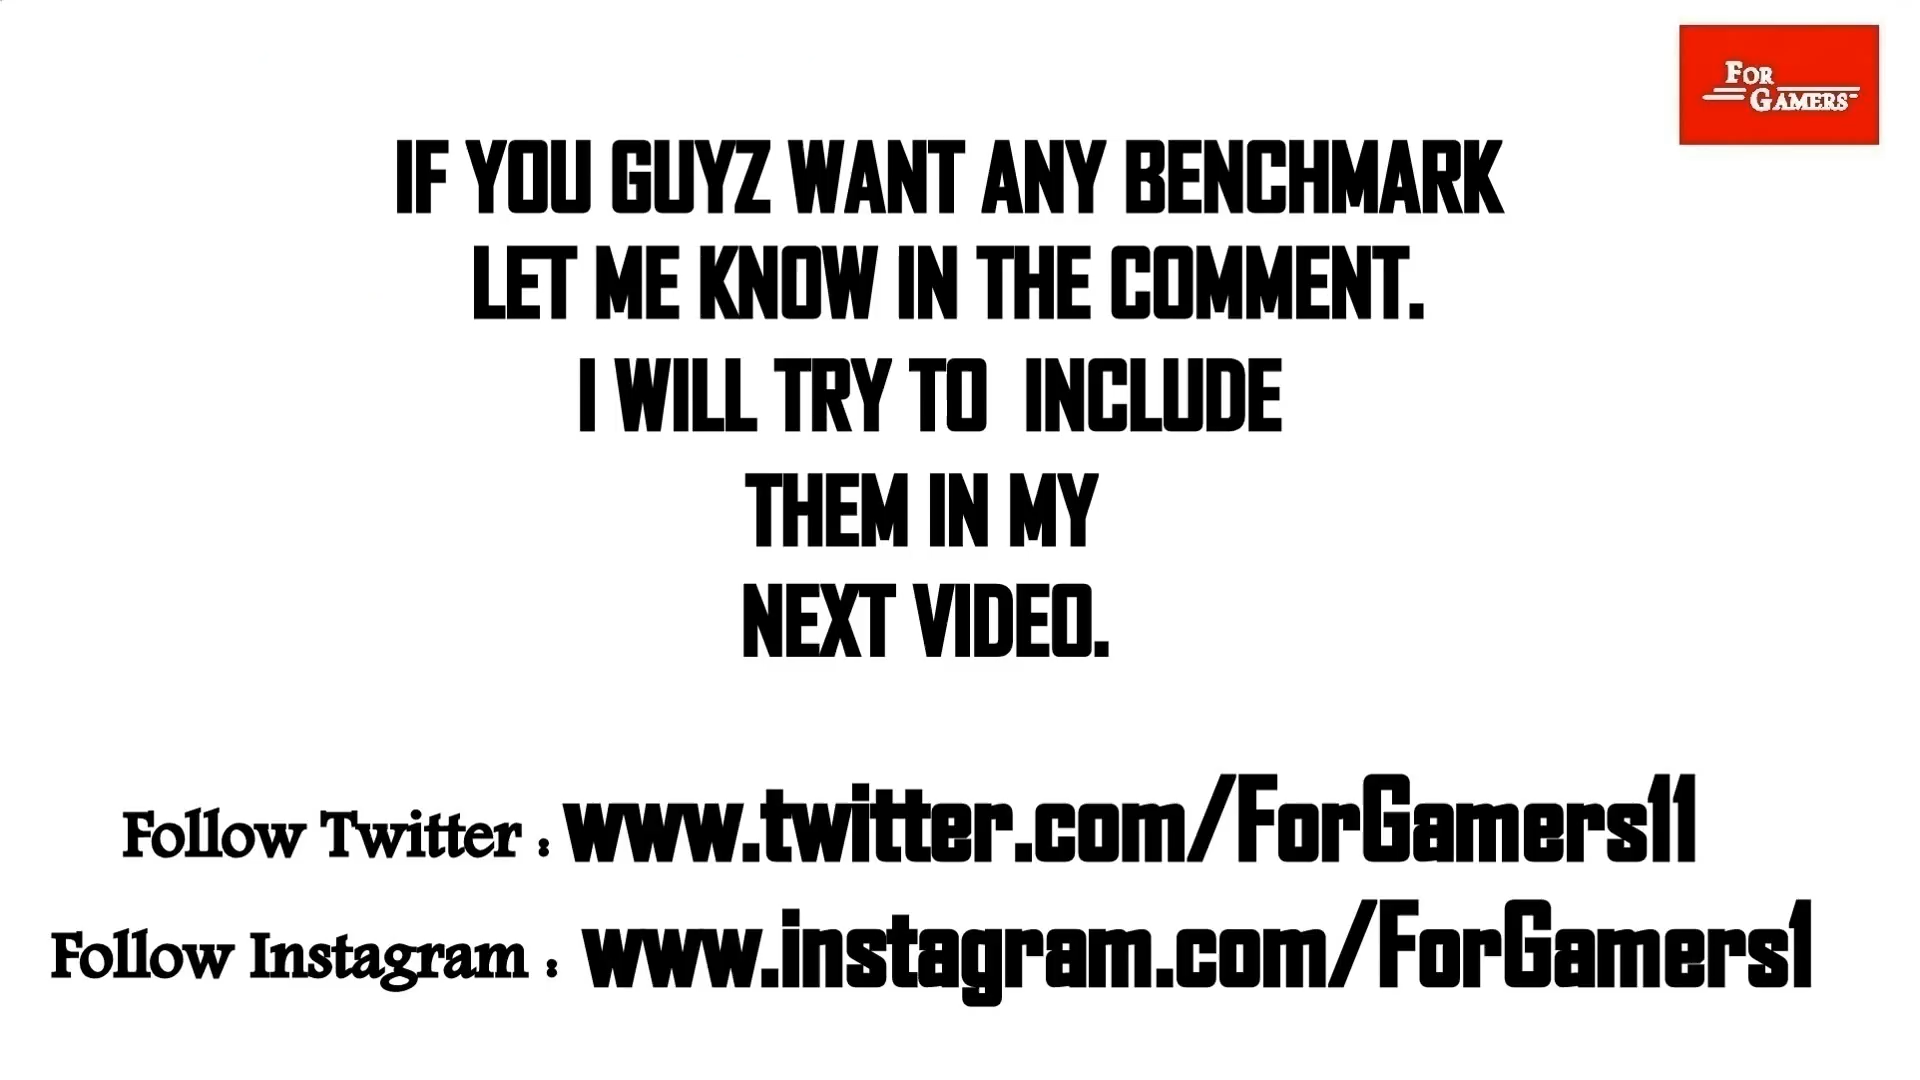 FOR
GAMERS
IF YOU GUYZ WANT ANY BENCHMARK
LET ME KNOW IN THE COMMENT.
I WILL TRY TO INCLUDE
THEM IN MY
NEXT VIDEO.
Follow Twitter : www.twitter.com/ForGamers11
Follow Instagram : www.instagram.com/ForGamers1